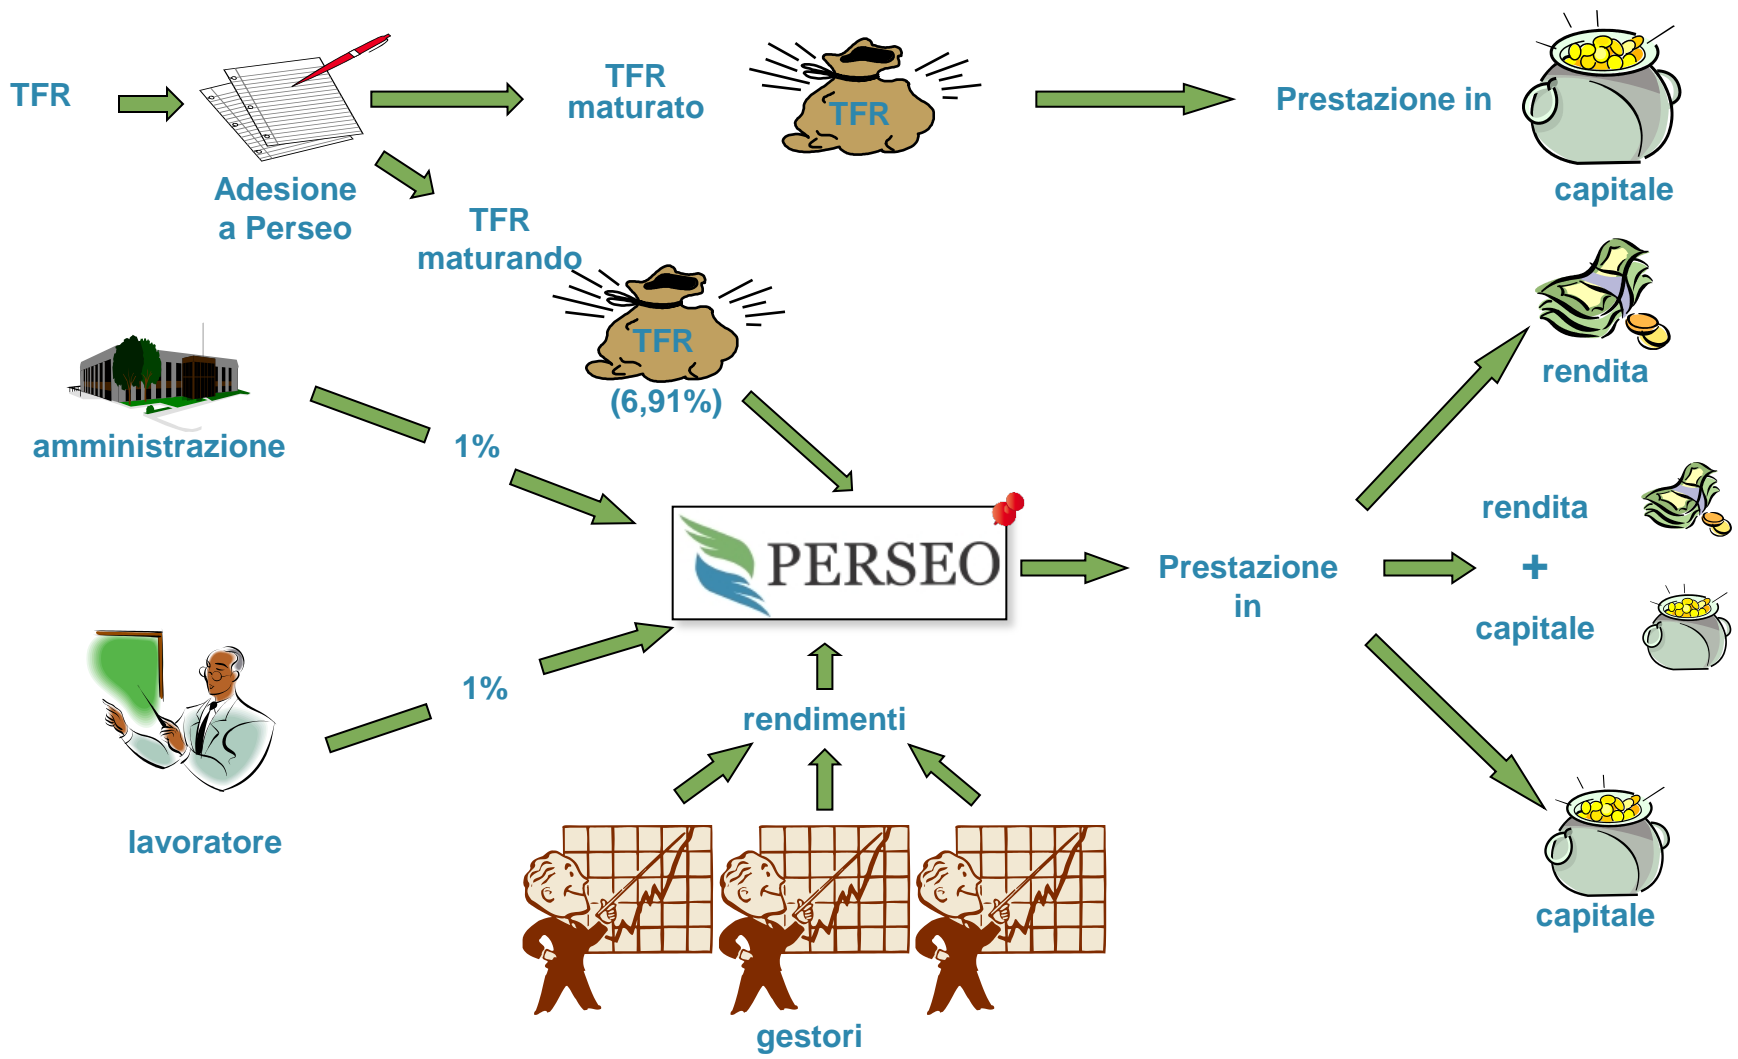 TFR
Adesione
a Perseo
TFR
maturato
TFR
Prestazione in
capitale
TFR
maturando
TFR
(6,91%)
amministrazione
1%
lavoratore
1%
PERSEO
rendimenti
gestori
Prestazione
in
rendita
rendita
+
capitale
capitale